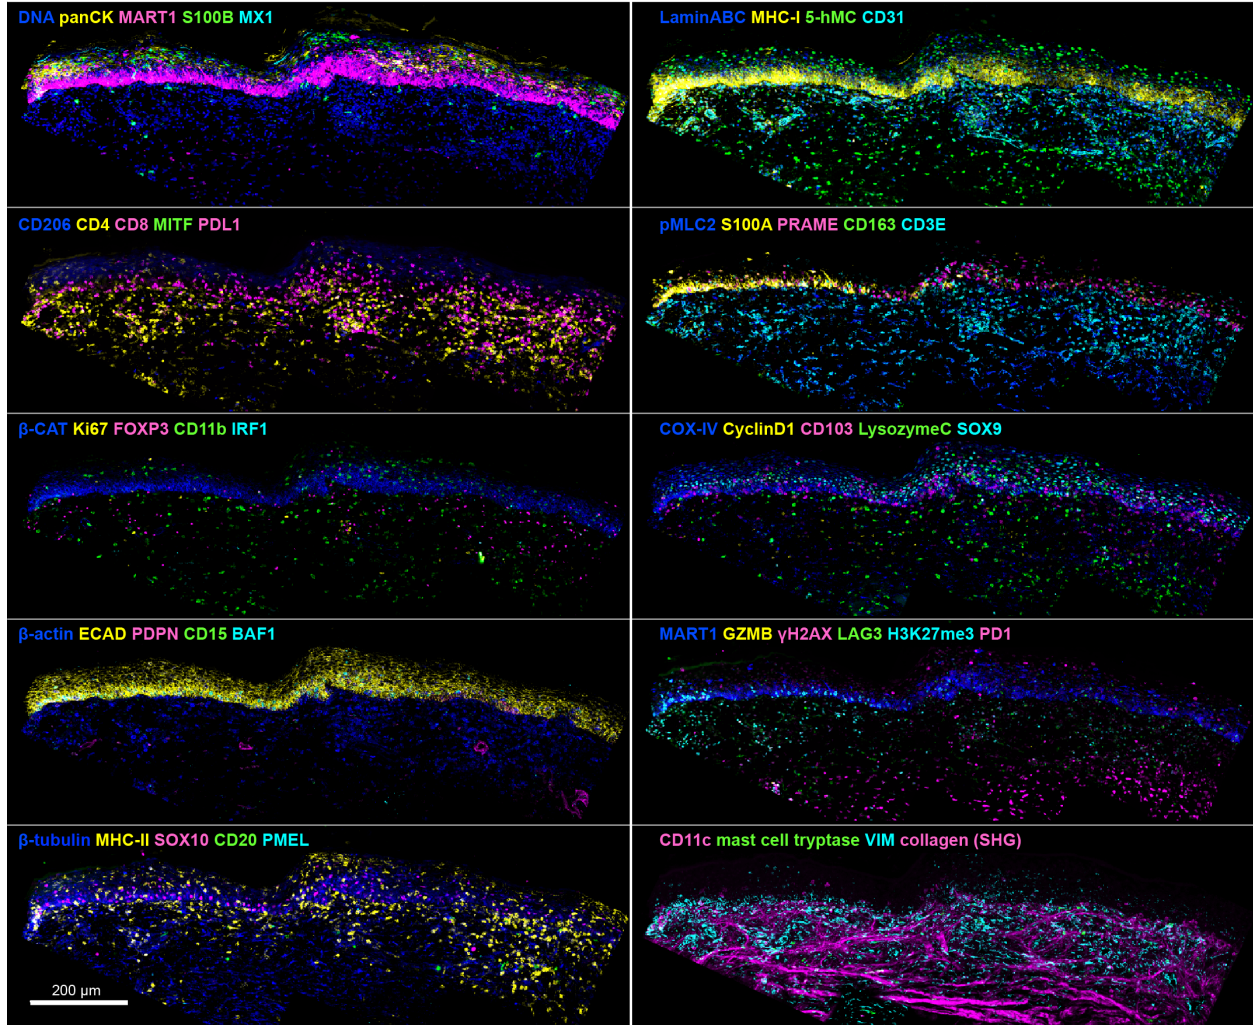 DNA panCK MART1 S100B MX1
LaminABC MHC-I 5-hMC CD31
CD206 CD4 CD8 MITF PDL1
pMLC2 S100A PRAME CD163 CD3E
β-CAT Ki67 FOXP3 CD11b IRF1
COX-IV CyclinD1 CD103 LysozymeC SOX9
β-actin ECAD PDPN CD15 BAF1
MART1 GZMB γH2AX LAG3 H3K27me3 PD1
β-tubulin MHC-II SOX10 CD20 PMEL
CD11c mast cell tryptase VIM collagen (SHG)
200 µm